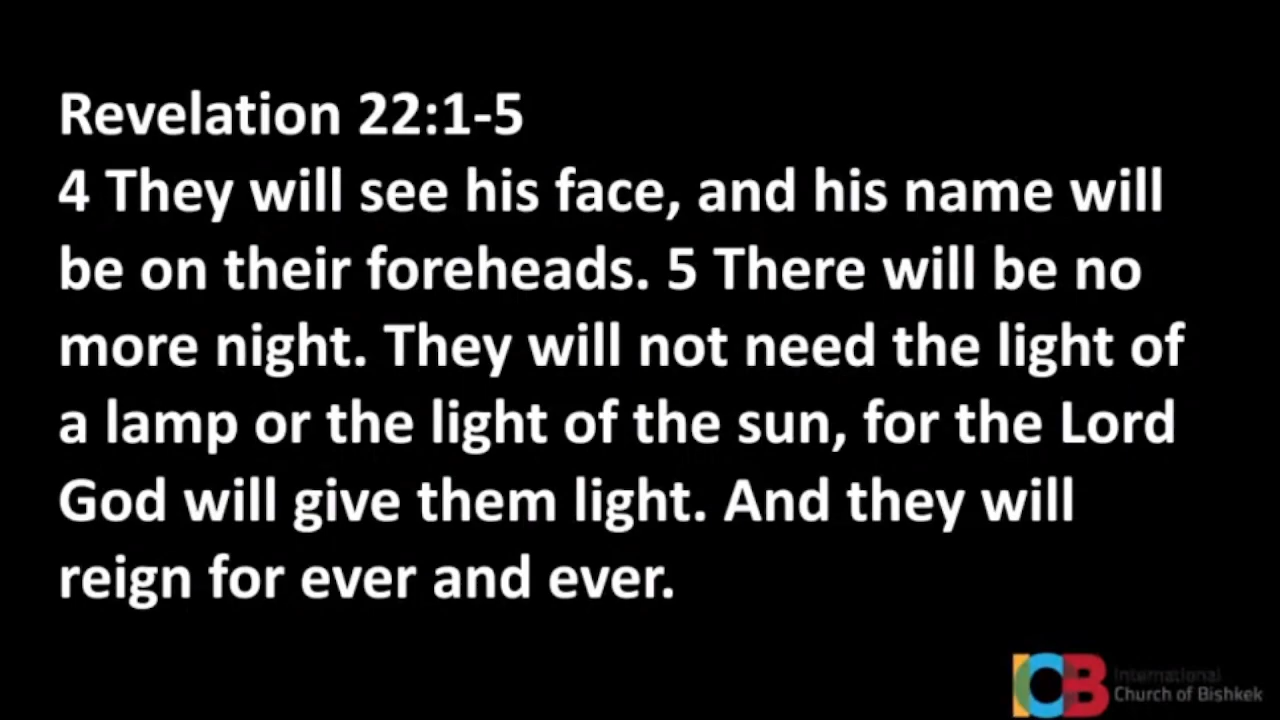 Revelation 22:1-5
4 They will see his face, and his name will
be on their foreheads. 5 There will be no
more night. They will not need the light of
a lamp or the light of the sun, for the Lord
God will give them light. And they will
reign for ever and ever.
ICB
International
Church of Bishkek